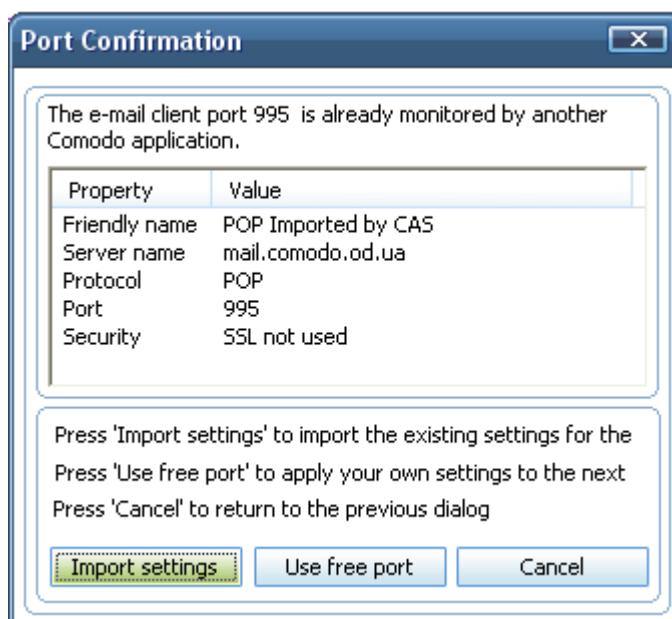 Port Confirmation
The e-mail client port 995 is already monitored by another
Comodo application.
Property Value
Friendly name POP Imported by CAS
Server name mail.comodo.od.ua
Protocol POP
Port 995
Security SSL not used
Press 'Import settings' to import the existing settings for the
Press 'Use free port' to apply your own settings to the next
Press 'Cancel' to return to the previous dialog
Import settings Use free port Cancel